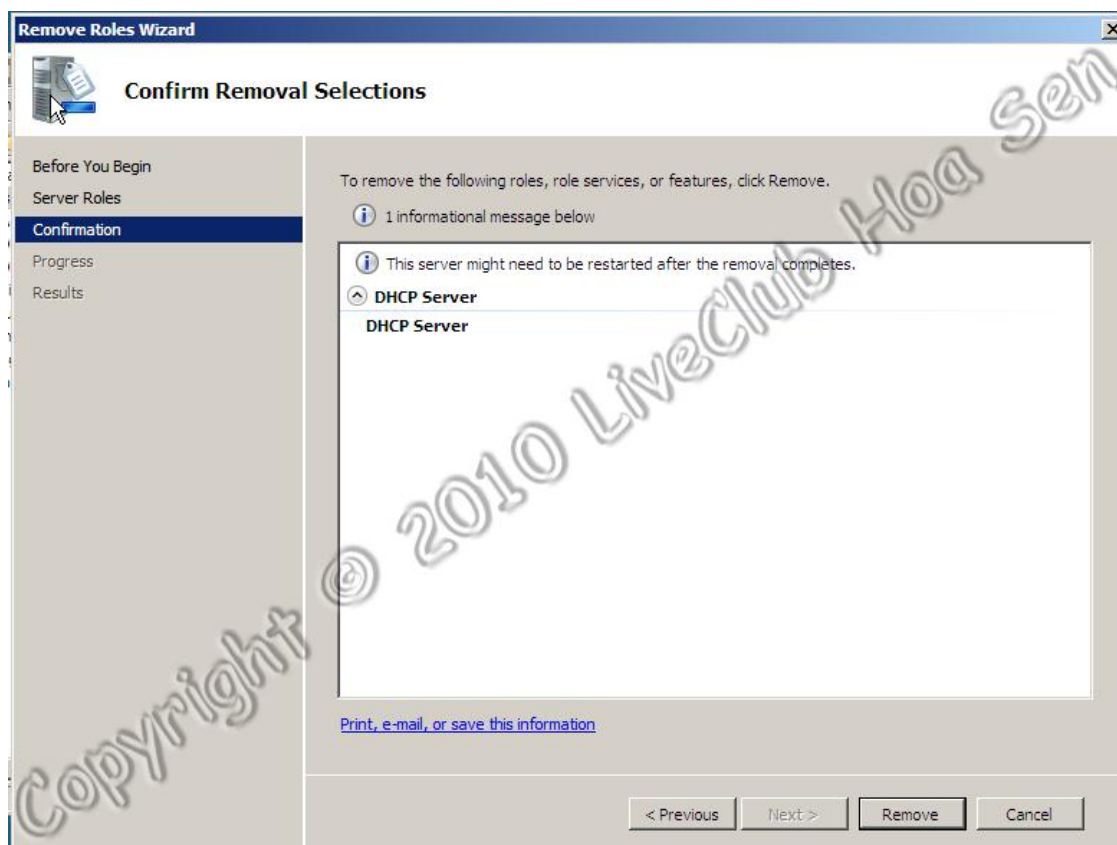 Remove Roles Wizard
Confirm Removal Selections
Before You Begin
Server Roles
Confirmation
Progress
Results
To remove the following roles, role services, or features, click Remove.
1 informational message below
This server might need to be restarted after the removal completes.
DHCP Server
DHCP Server
Print, e-mail, or save this information
< Previous
Next >
Remove
Cancel
Copyright © 2010 LiveClub Hoa Sen